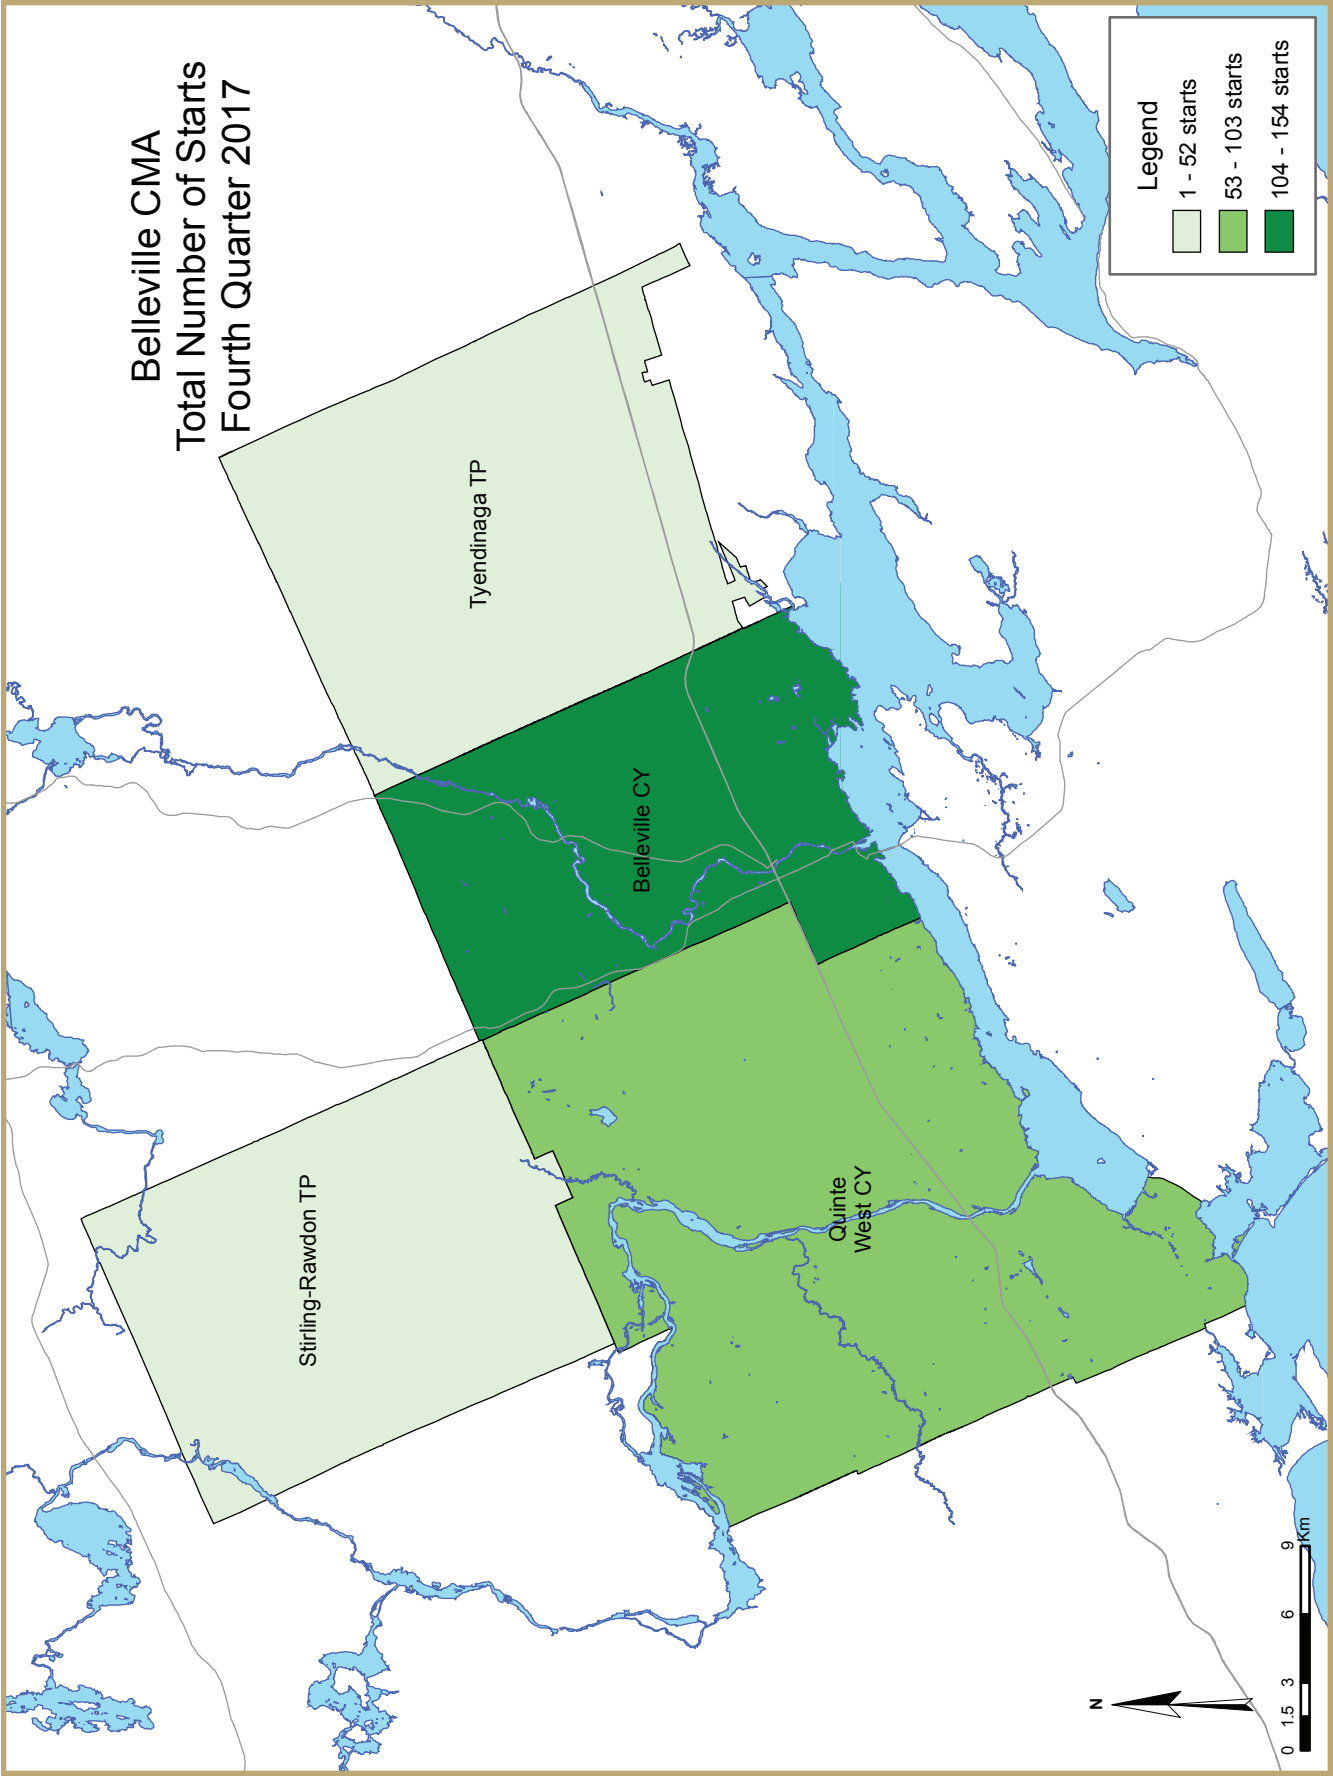 Belleville CMA
Total Number of Starts
Fourth Quarter 2017
Stirling-Rawdon TP
Tyendinaga TP
Belleville CY
Quinte
West CY
N
0 1.5 3 6 9
Km
Legend
1 - 52 starts
53 - 103 starts
104 - 154 starts